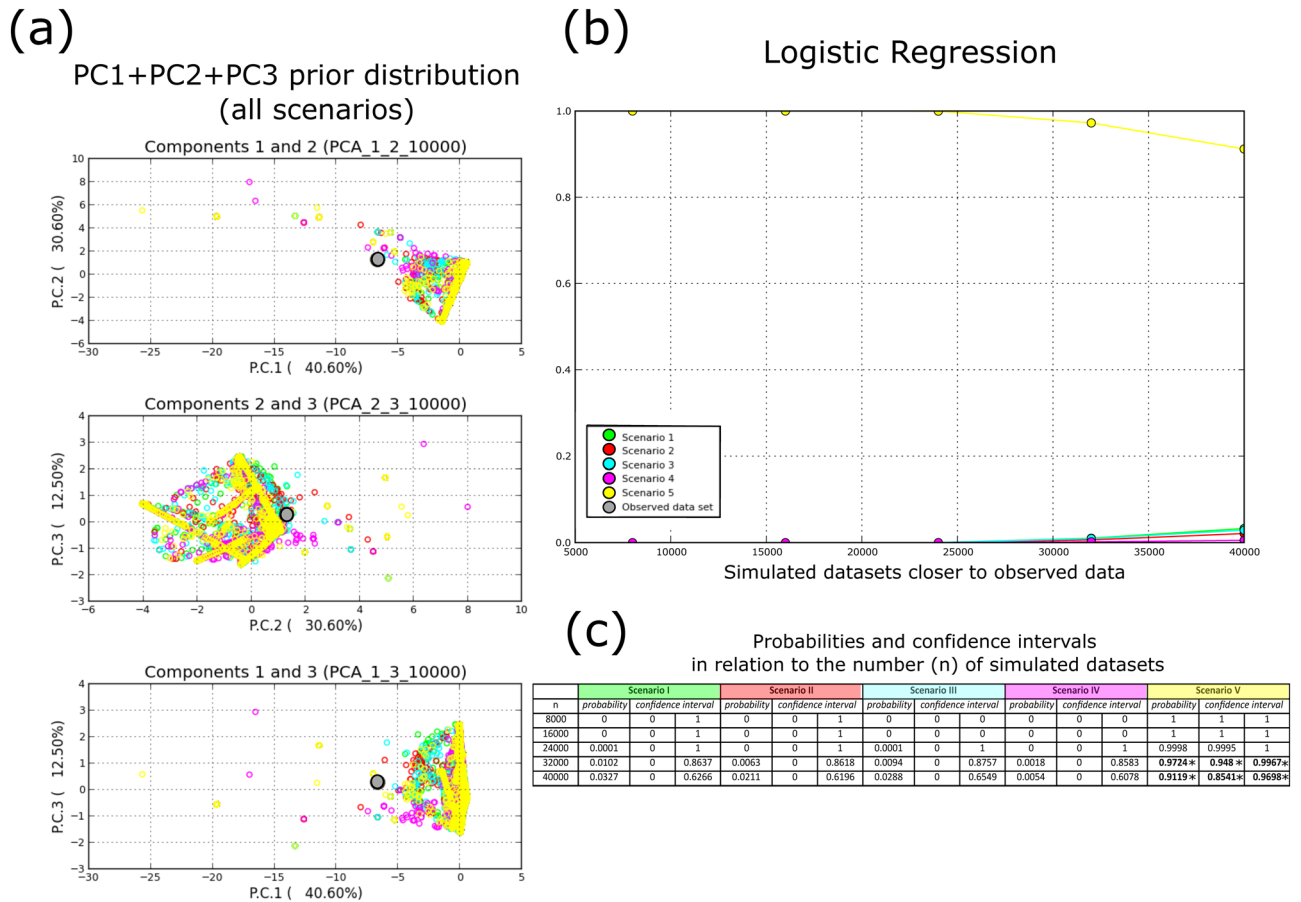 (a)
PC1+PC2+PC3 prior distribution
(all scenarios)
Components 1 and 2 (PCA_1_2_10000)
10
8
6
4
2
0
−2
−4
−6
P.C.2 ( 30.60%)
−30 −25 −20 −15 −10 −5 0 5
P.C.1 ( 40.60%)
Components 2 and 3 (PCA_2_3_10000)
4
3
2
1
0
−1
−2
−3
P.C.3 ( 12.50%)
−6 −4 −2 0 2 4 6 8 10
P.C.2 ( 30.60%)
Components 1 and 3 (PCA_1_3_10000)
4
3
2
1
0
−1
−2
−3
P.C.3 ( 12.50%)
−30 −25 −20 −15 −10 −5 0 5
P.C.1 ( 40.60%)
(b)
Logistic Regression
1.0
0.8
0.6
0.4
0.2
0.0
Scenario 1
Scenario 2
Scenario 3
Scenario 4
Scenario 5
Observed data set
5000 10000 15000 20000 25000 30000 35000 40000
Simulated datasets closer to observed data
(c)
Probabilities and confidence intervals
in relation to the number (n) of simulated datasets
Scenario I Scenario II Scenario III Scenario IV Scenario V
n probability confidence interval probability confidence interval probability confidence interval probability confidence interval probability confidence interval
8000 0 0 1 0 0 1 0 0 0 0 0 0 1 1 1
16000 0 0 1 0 0 1 0 0 0 0 0 0 1 1 1
24000 0.0001 0 1 0 0 1 0.0001 0 1 0 0 1 0.9998 0.9995 1
32000 0.0102 0 0.8637 0.0063 0 0.8618 0.0094 0 0.8757 0.0018 0 0.8583 0.9724* 0.948 * 0.9967*
40000 0.0327 0 0.6266 0.0211 0 0.6196 0.0288 0 0.6549 0.0054 0 0.6078 0.9119* 0.8541* 0.9698*